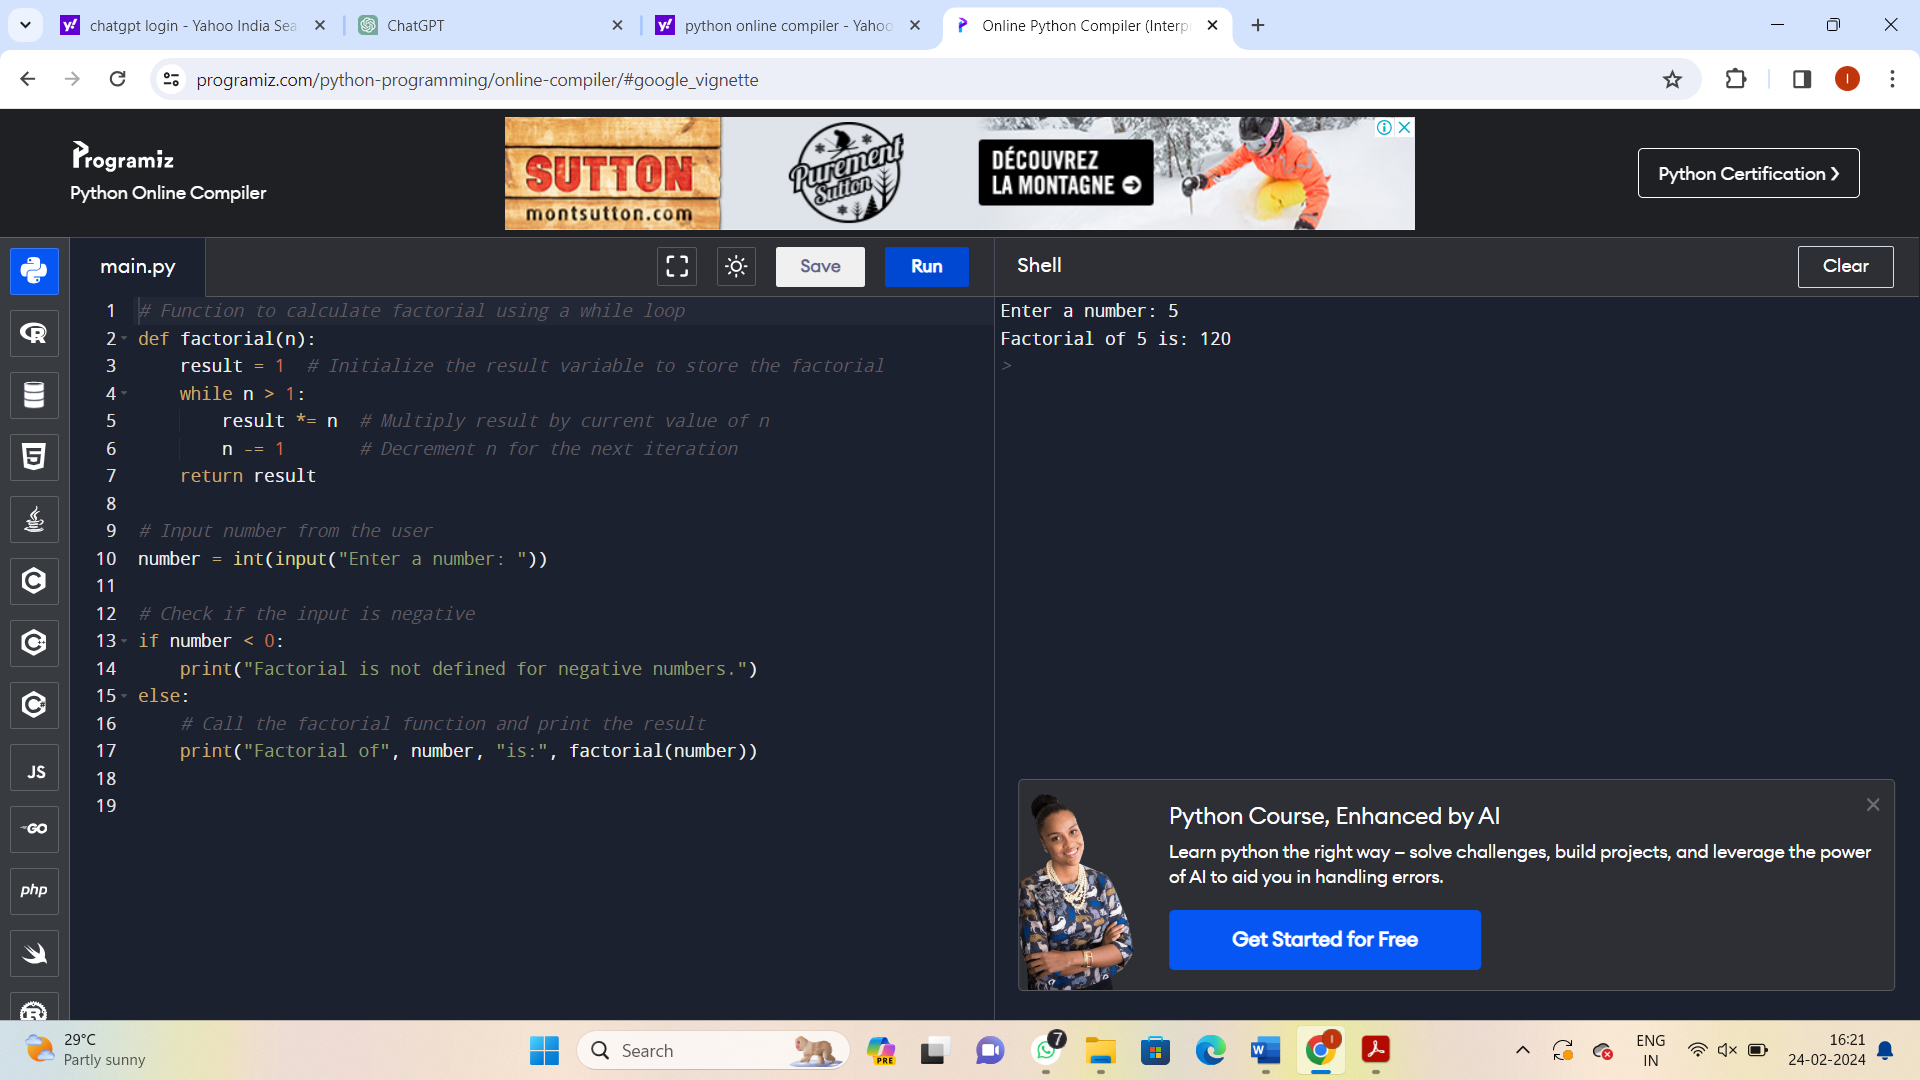 chatgpt login - Yahoo India Sea
ChatGPT
python online compiler - Yahoo
Online Python Compiler (Interp
programiz.com/python-programming/online-compiler/#google_vignette
I
Programiz
Python Online Compiler
SUTTON
montsutton.com
Purement
Sutton
DÉCOUVREZ
LA MONTAGNE
Python Certification ❯
main.py
Save
Run
Shell
Clear
1 # Function to calculate factorial using a while loop
2 def factorial(n):
3 result = 1 # Initialize the result variable to store the factorial
4 while n > 1:
5 result *= n # Multiply result by current value of n
6 n -= 1 # Decrement n for the next iteration
7 return result
8
9 # Input number from the user
10 number = int(input("Enter a number: "))
11
12 # Check if the input is negative
13 if number < 0:
14 print("Factorial is not defined for negative numbers.")
15 else:
16 # Call the factorial function and print the result
17 print("Factorial of", number, "is:", factorial(number))
18
19
Enter a number: 5
Factorial of 5 is: 120
>
R
5
C
C
C
JS
GO
php
R
Python Course, Enhanced by AI
Learn python the right way – solve challenges, build projects, and leverage the power
of AI to aid you in handling errors.
Get Started for Free
29°C
Partly sunny
Search
PRE
7
W
I
ENG
IN
16:21
24-02-2024